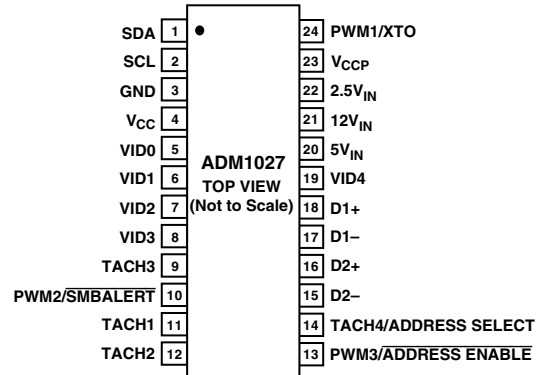 SDA 1
SCL 2
GND 3
VCC 4
VID0 5
VID1 6
VID2 7
VID3 8
TACH3 9
PWM2/SMBALERT 10
TACH1 11
TACH2 12
ADM1027
TOP VIEW
(Not to Scale)
24 PWM1/XTO
23 VCCP
22 2.5VIN
21 12VIN
20 5VIN
19 VID4
18 D1+
17 D1–
16 D2+
15 D2–
14 TACH4/ADDRESS SELECT
13 PWM3/ADDRESS ENABLE